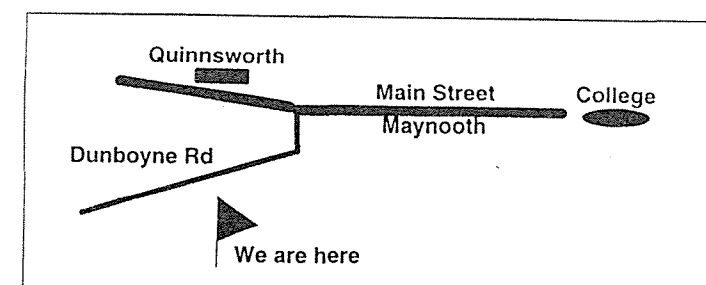 Quinnsworth
Main Street
College
Maynooth
Dunboyne Rd
We are here